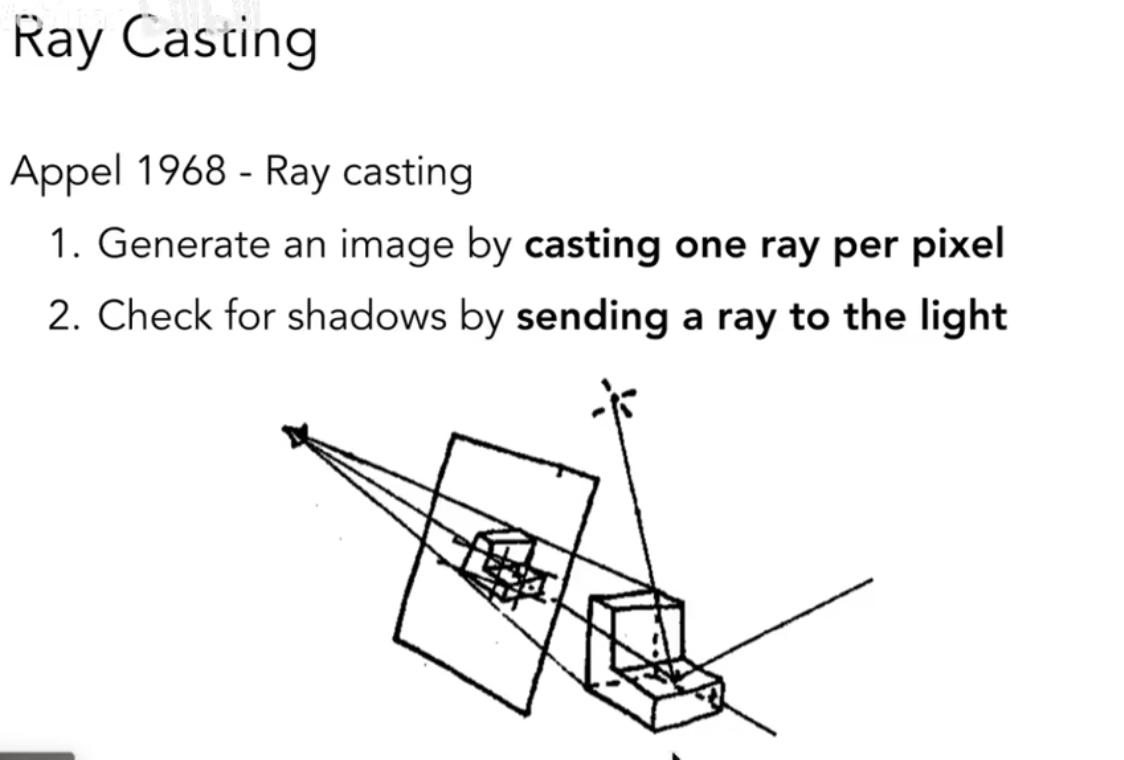 Ray Casting
Appel 1968 - Ray casting
1. Generate an image by casting one ray per pixel
2. Check for shadows by sending a ray to the light